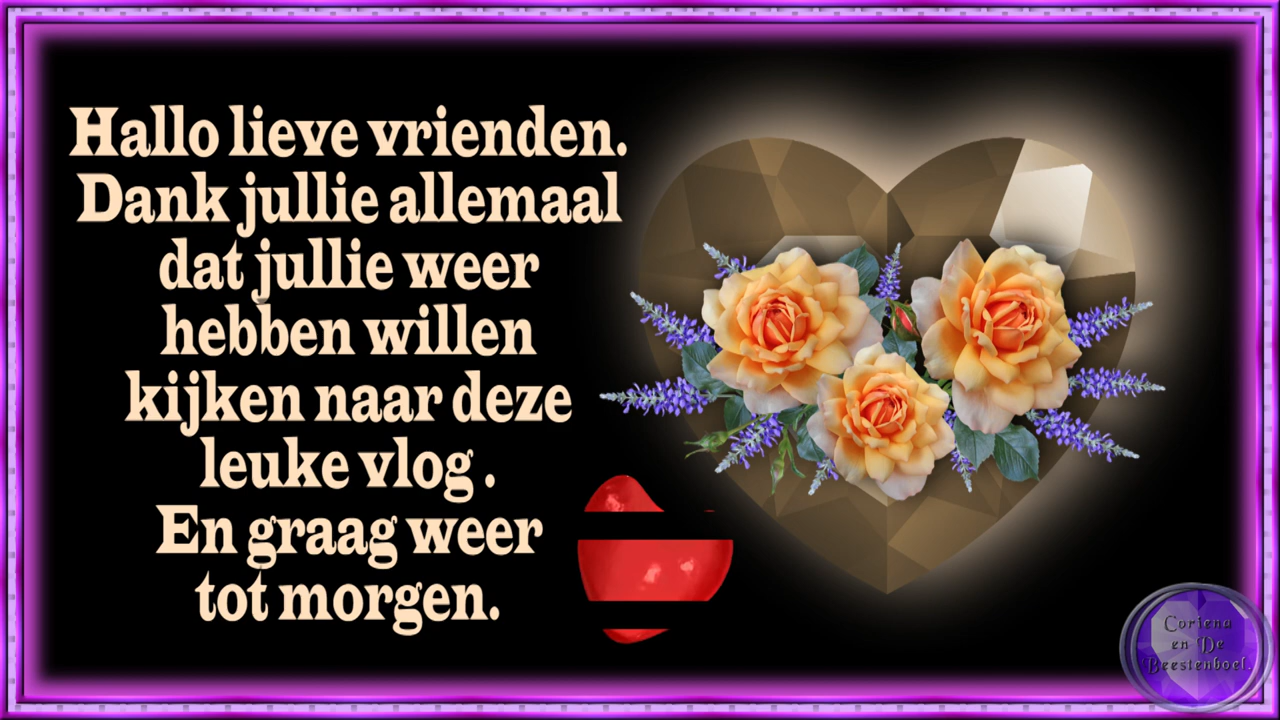 Hallo lieve vrienden.
Dank jullie allemaal
dat jullie weer
hebben willen
kijken naar deze
leuke vlog .
En graag weer
tot morgen.
Coriena
en De
Beestenboel.